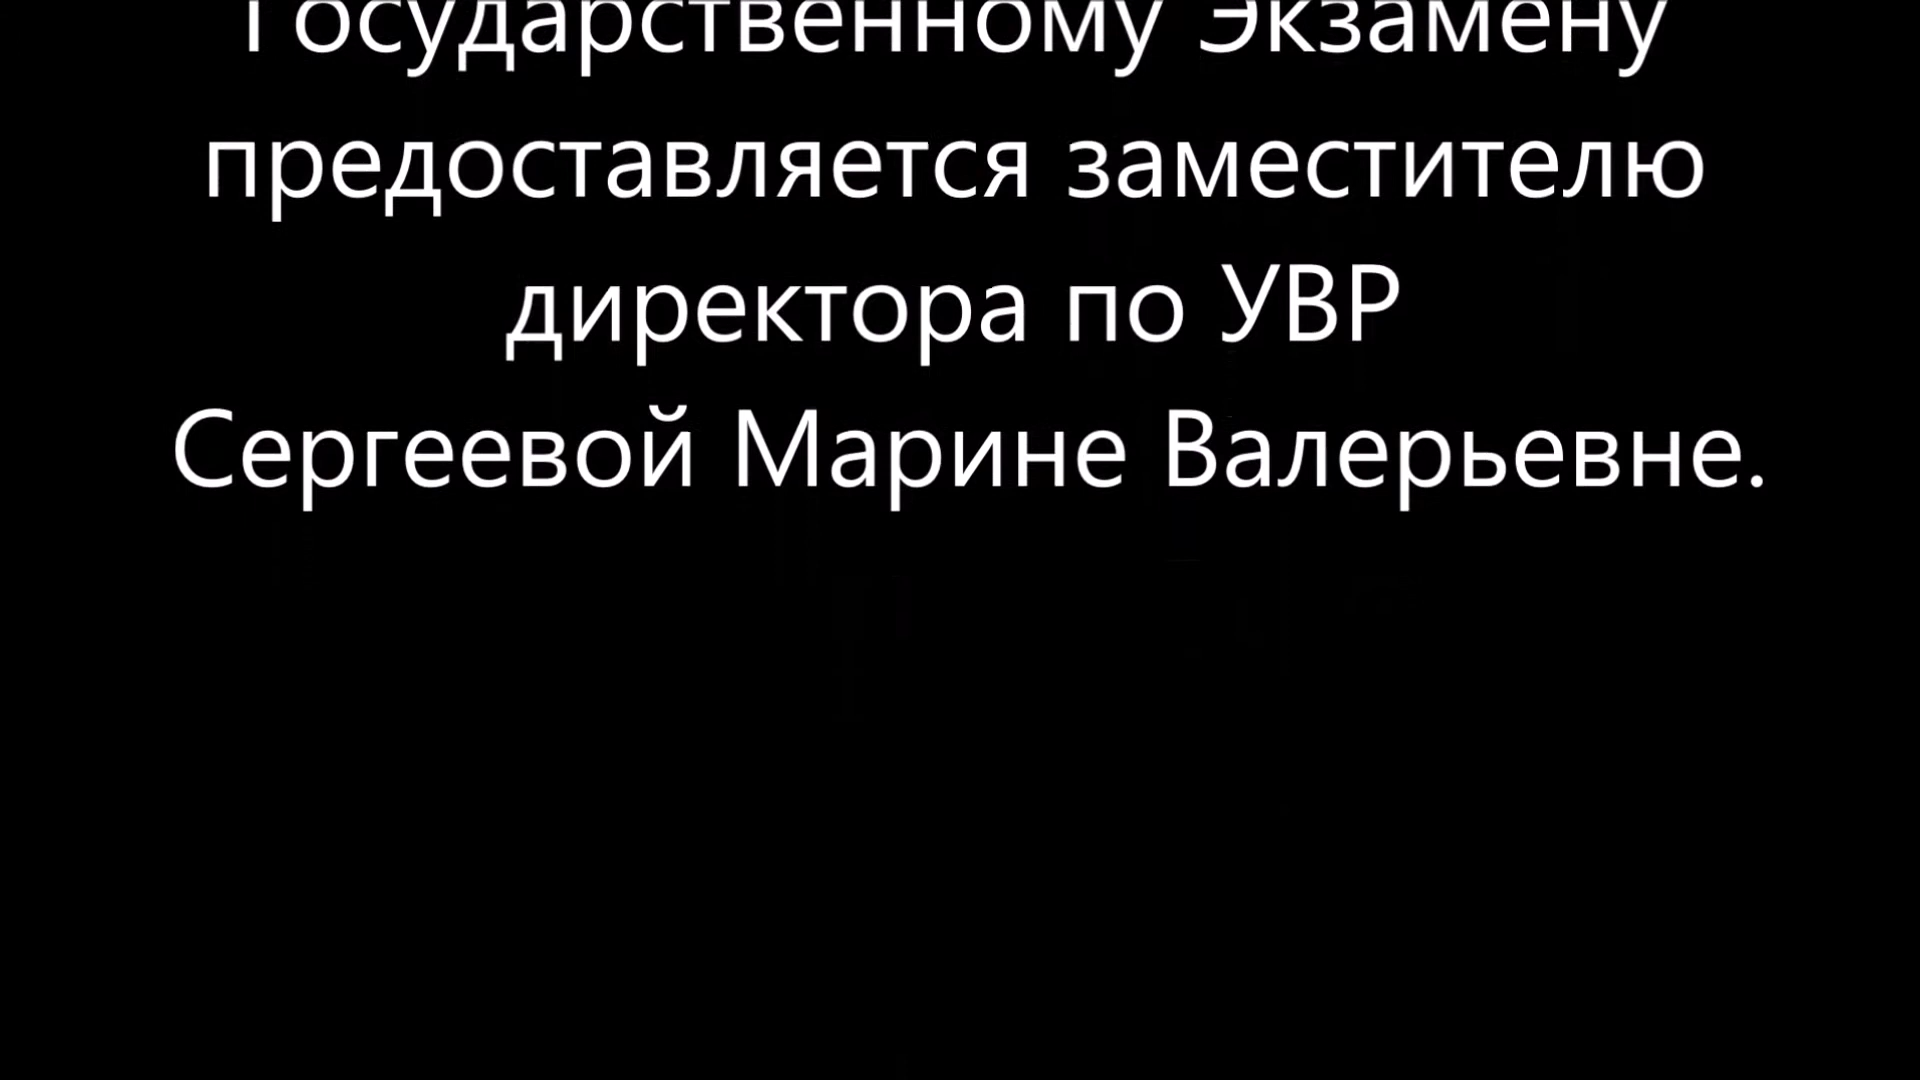 Государственному Экзамену
предоставляется заместителю
директора по УВР
Сергеевой Марине Валерьевне.